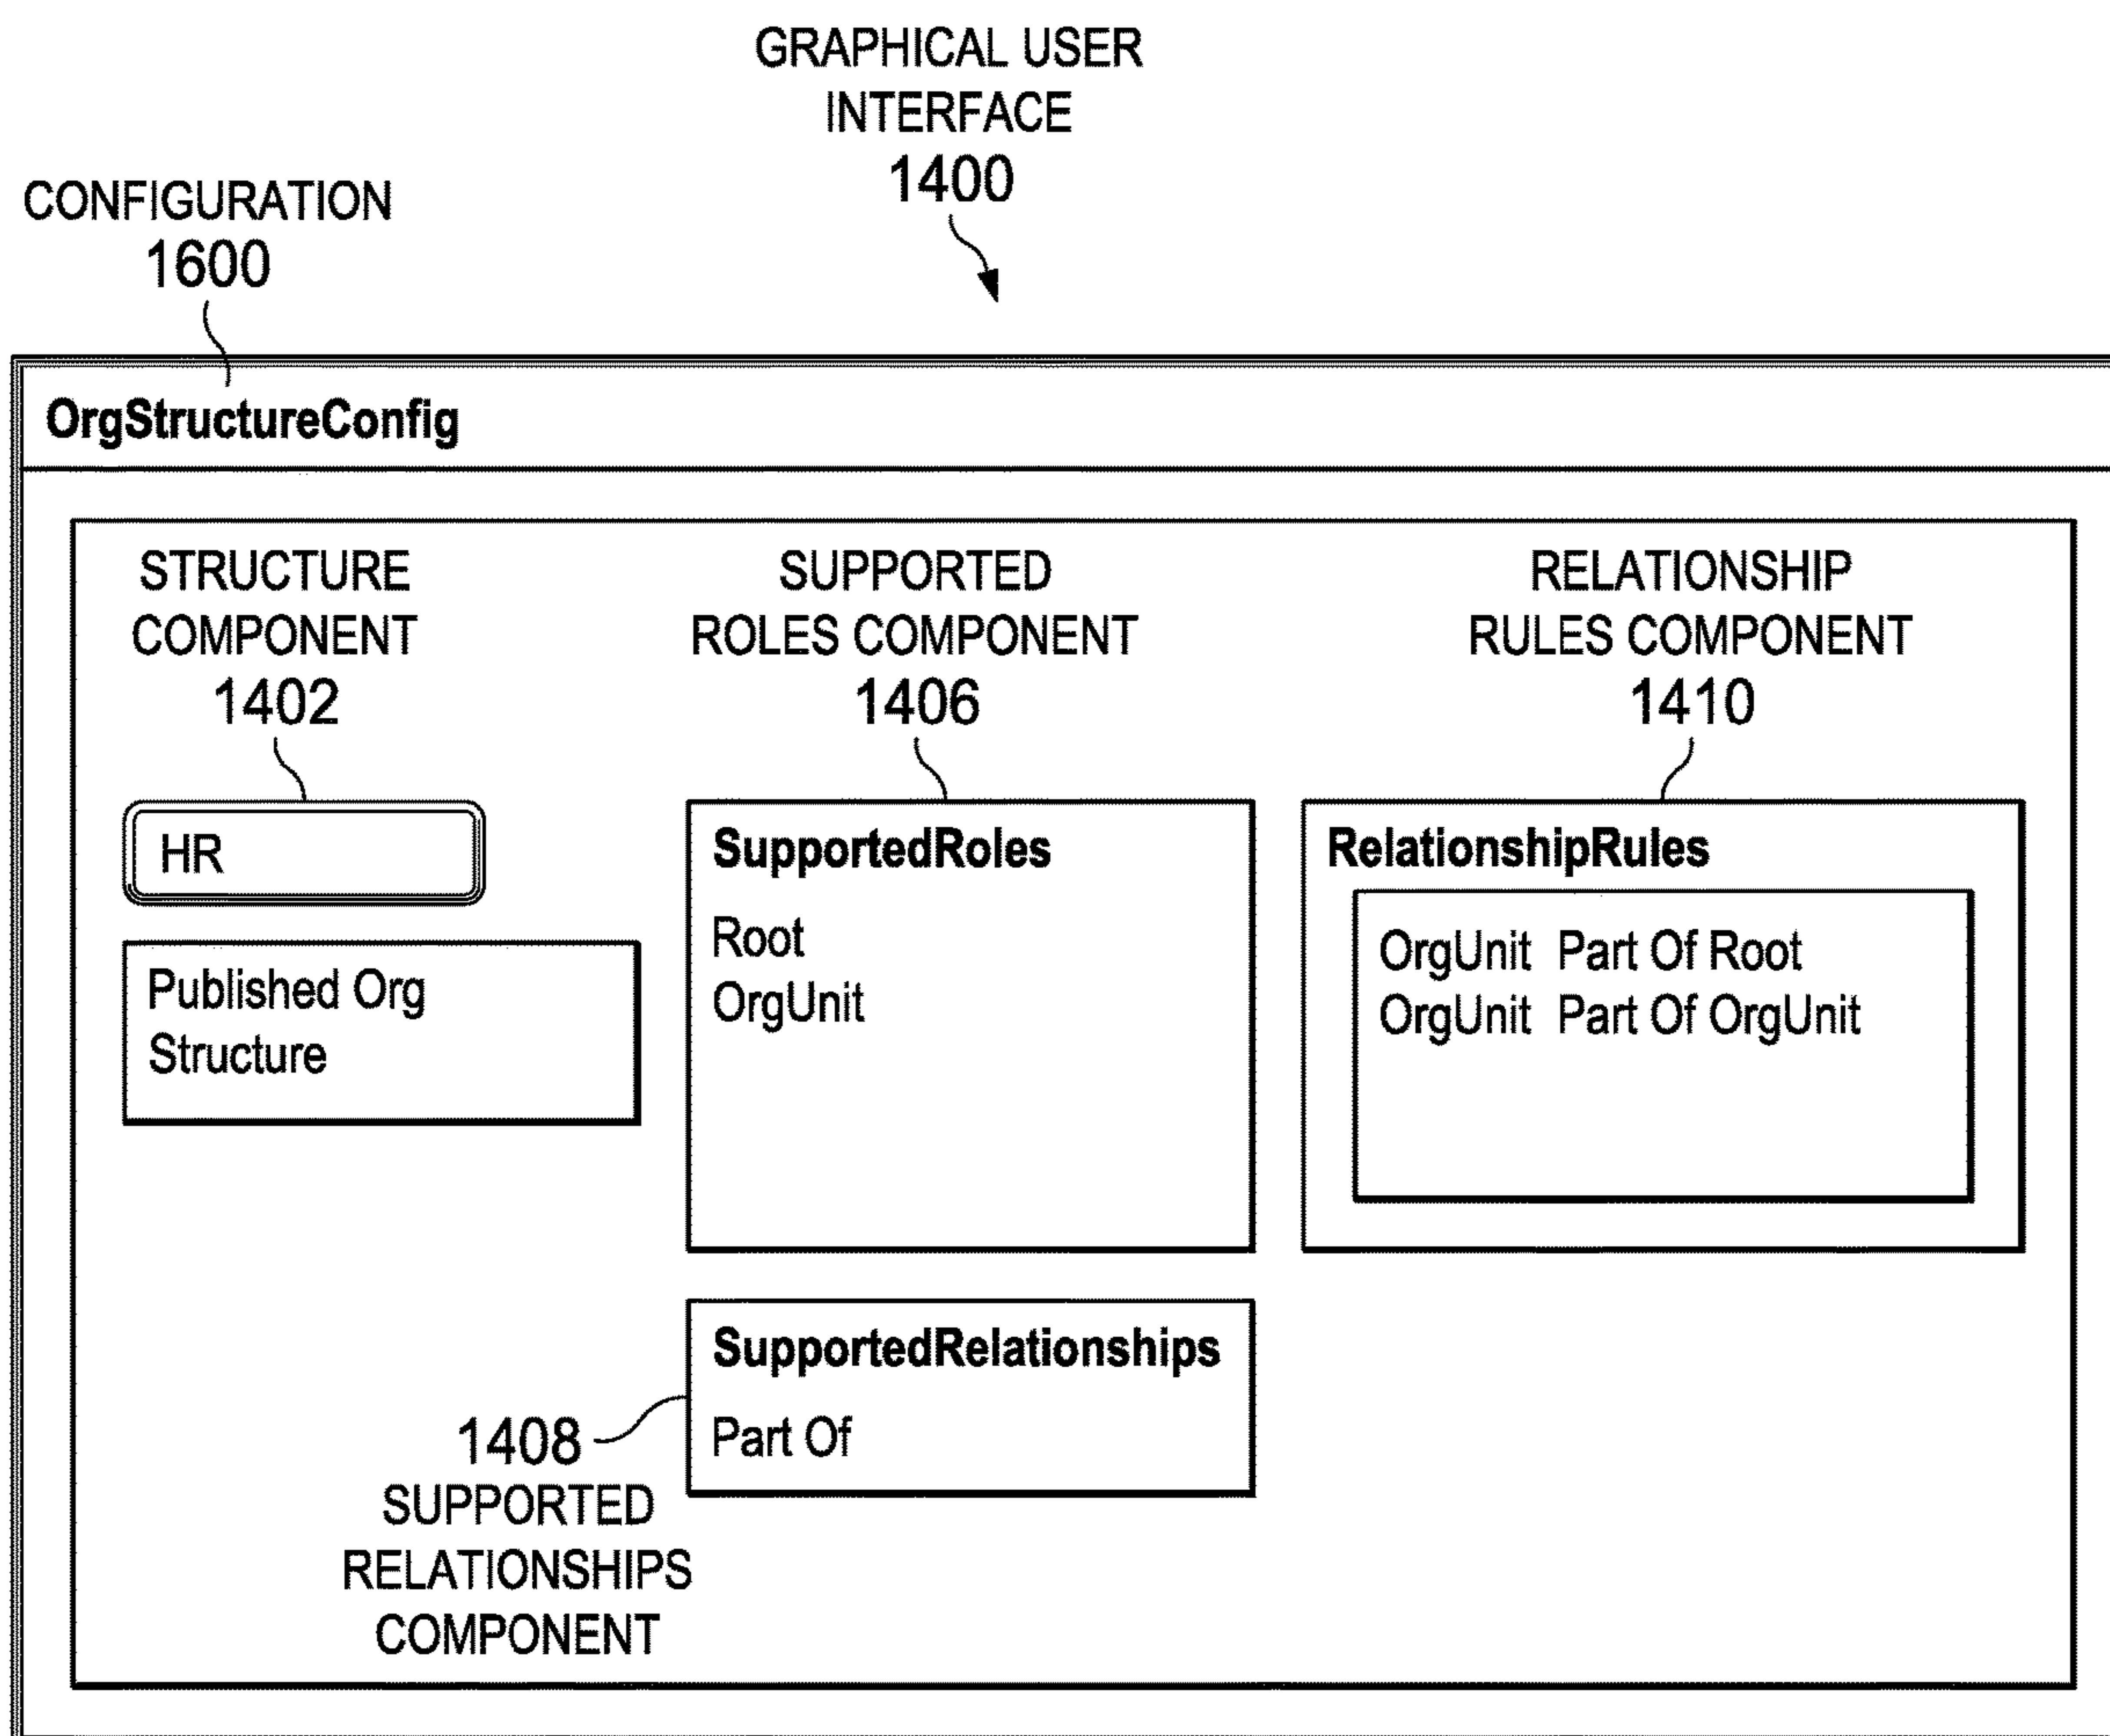 GRAPHICAL USER
INTERFACE
1400
CONFIGURATION
1600
OrgStructureConfig
STRUCTURE
COMPONENT
1402
SUPPORTED
ROLES COMPONENT
1406
RELATIONSHIP
RULES COMPONENT
1410
HR
Published Org
Structure
SupportedRoles
Root
OrgUnit
RelationshipRules
OrgUnit Part Of Root
OrgUnit Part Of OrgUnit
SupportedRelationships
Part Of
1408
SUPPORTED
RELATIONSHIPS
COMPONENT